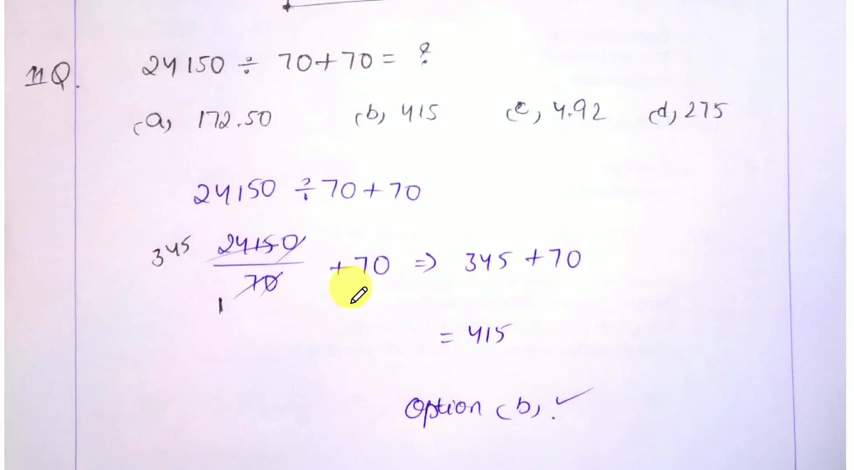 11Q. 24150 ÷ 70+70 = ?
(a) 172.50 (b) 415 (c) 4.92 (d) 275
24150 ÷ 70 + 70
345 24150/70 1 + 70 ⇒ 345 + 70
= 415
Option (b). ✓